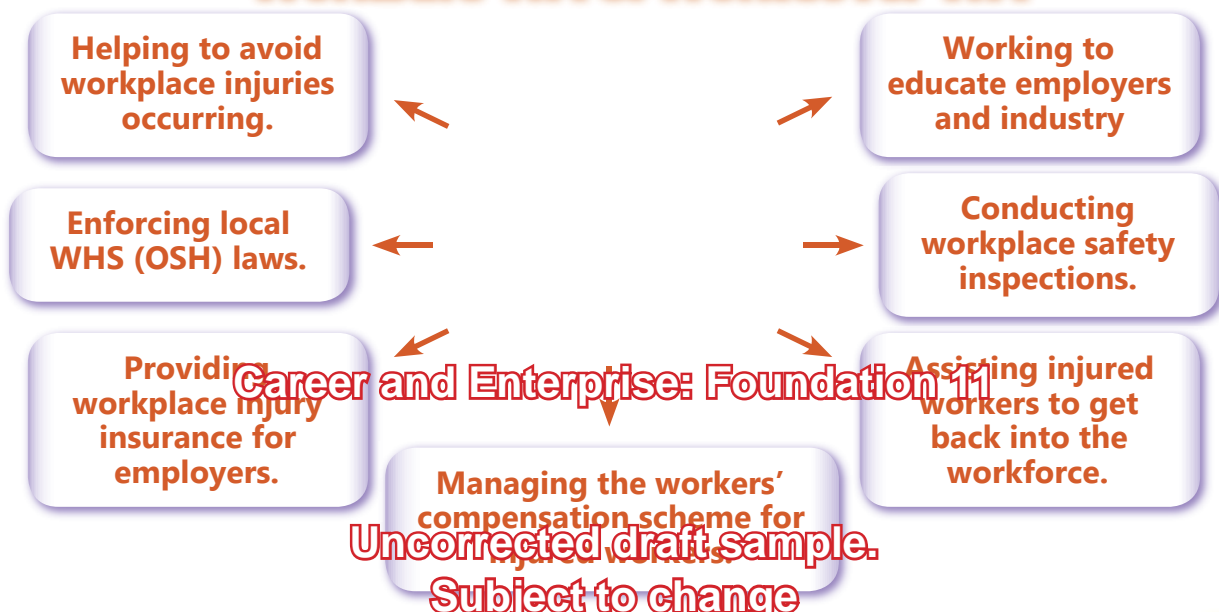 Helping to avoid
workplace injuries
occurring.
Working to
educate employers
and industry
Enforcing local
WHS (OSH) laws.
Conducting
workplace safety
inspections.
Providing
workplace injury
insurance for
employers.
Assisting injured
workers to get
back into the
workforce.
Managing the workers’
compensation scheme for
injured workers.
Career and Enterprise: Foundation 11
Uncorrected draft sample.
Subject to change